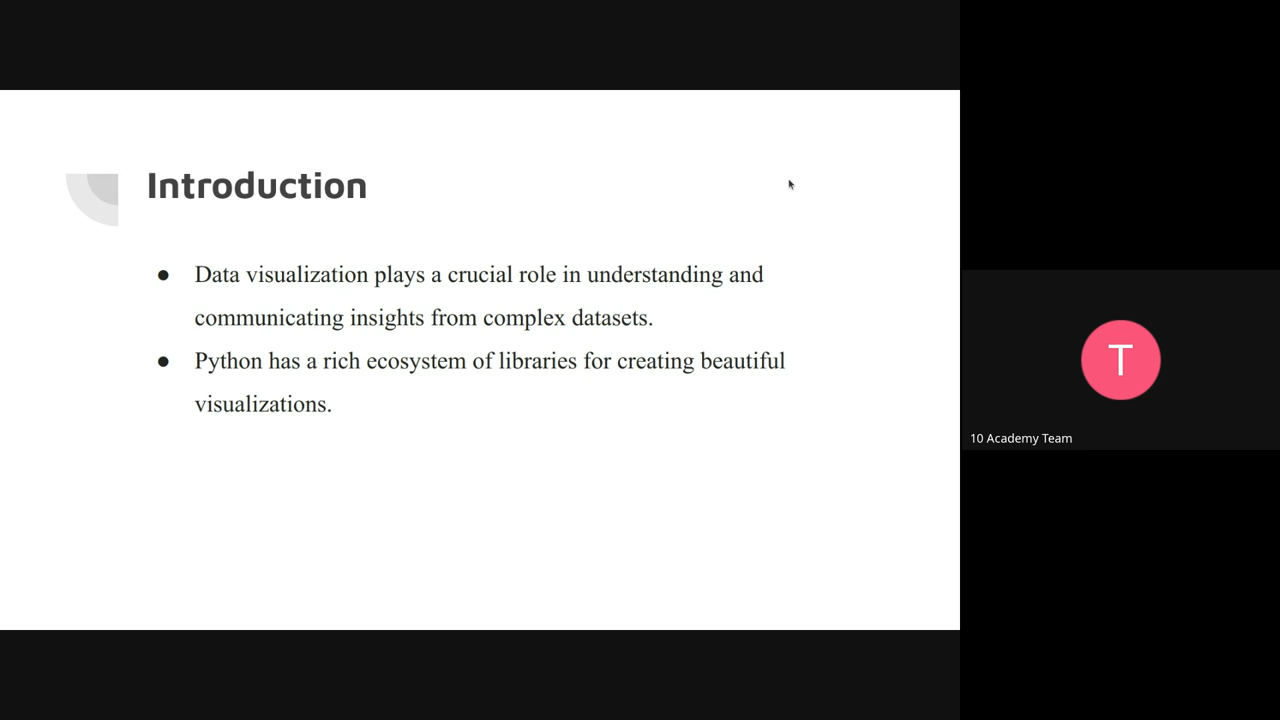 Introduction
● Data visualization plays a crucial role in understanding and
communicating insights from complex datasets.
● Python has a rich ecosystem of libraries for creating beautiful
visualizations.
T
10 Academy Team